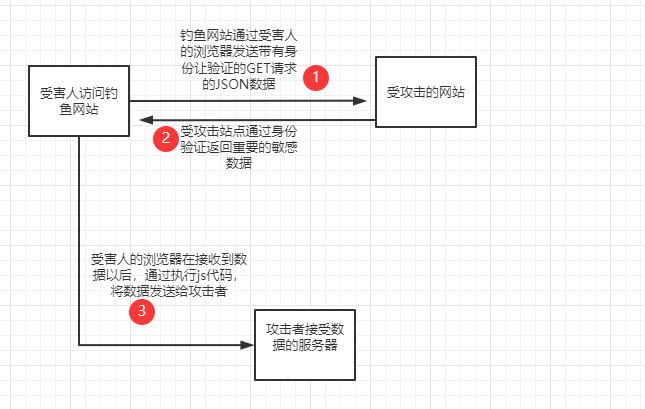 钓鱼网站通过受害人
的浏览器发送带有身
份让验证的GET请求
的JSON数据
1
受害人访问钓
鱼网站
受攻击的网站
2
受攻击站点通过身份
验证返回重要的敏感
数据
受害人的浏览器在接收到数
据以后，通过执行js代码，
将数据发送给攻击者
3
攻击者接受数
据的服务器